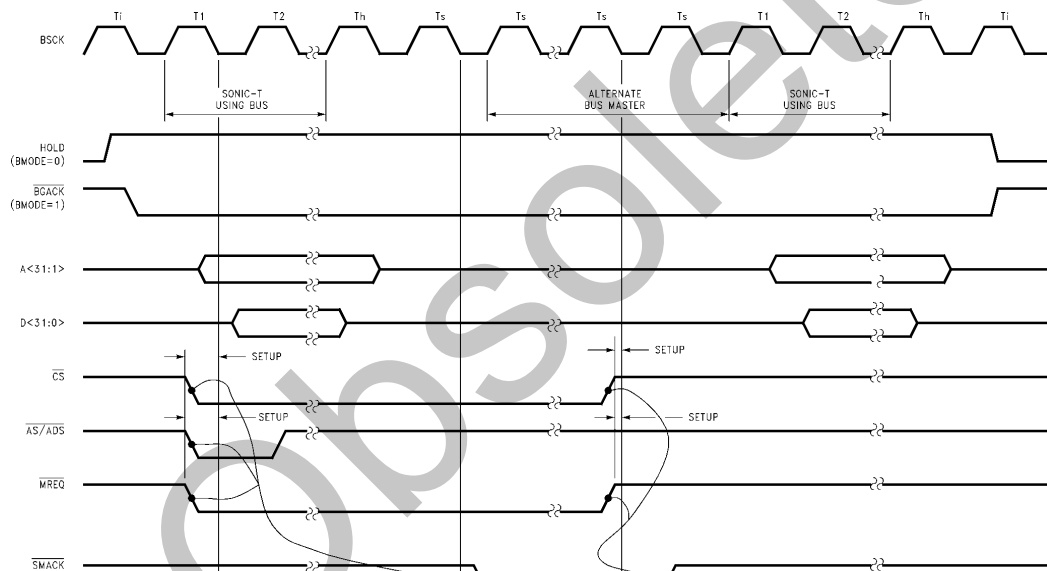 Ti T1 T2 Th Ts Ts Ts Ts T1 T2 Th Ti
BSCK
SONIC-T
USING BUS
ALTERNATE
BUS MASTER
SONIC-T
USING BUS
HOLD
(BMODE=0)
BGACK
(BMODE=1)
A<31:1>
D<31:0>
SETUP
SETUP
CS
SETUP
SETUP
AS/ADS
MREQ
SMACK
Obsolete